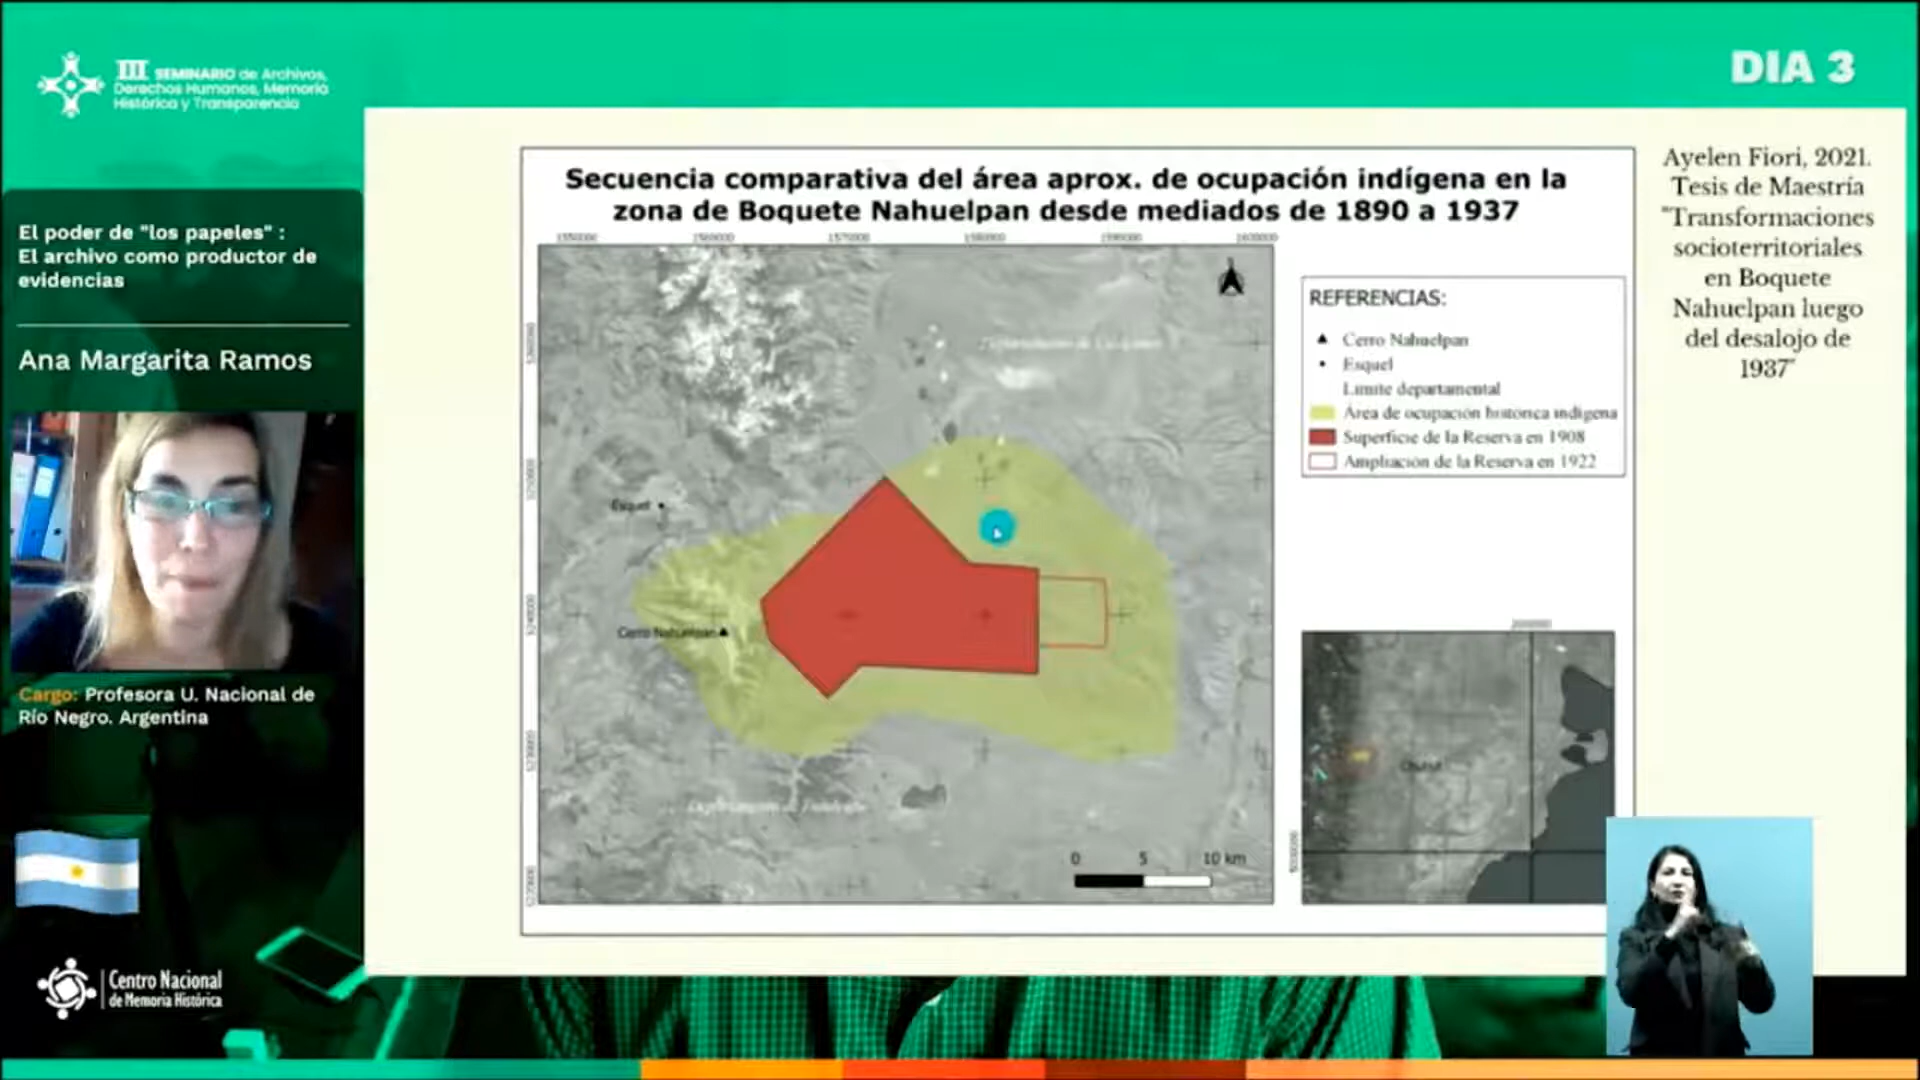 III SEMINARIO de Archivos,
Derechos Humanos, Memoria
Histórica y Transparencia
DIA 3
El poder de "los papeles" :
El archivo como productor de
evidencias
Ana Margarita Ramos
Cargo: Profesora U. Nacional de
Río Negro. Argentina
Centro Nacional
de Memoria Histórica
Secuencia comparativa del área aprox. de ocupación indígena en la
zona de Boquete Nahuelpan desde mediados de 1890 a 1937
Esquel
Cerro Nahuelpan
0 5 10 km
REFERENCIAS:
Cerro Nahuelpan
Esquel
Limite departamental
Área de ocupación histórica indígena
Superficie de la Reserva en 1908
Ampliación de la Reserva en 1922
Chubut
Ayelen Fiori, 2021.
Tesis de Maestría
"Transformaciones
socioterritoriales
en Boquete
Nahuelpan luego
del desalojo de
1937"